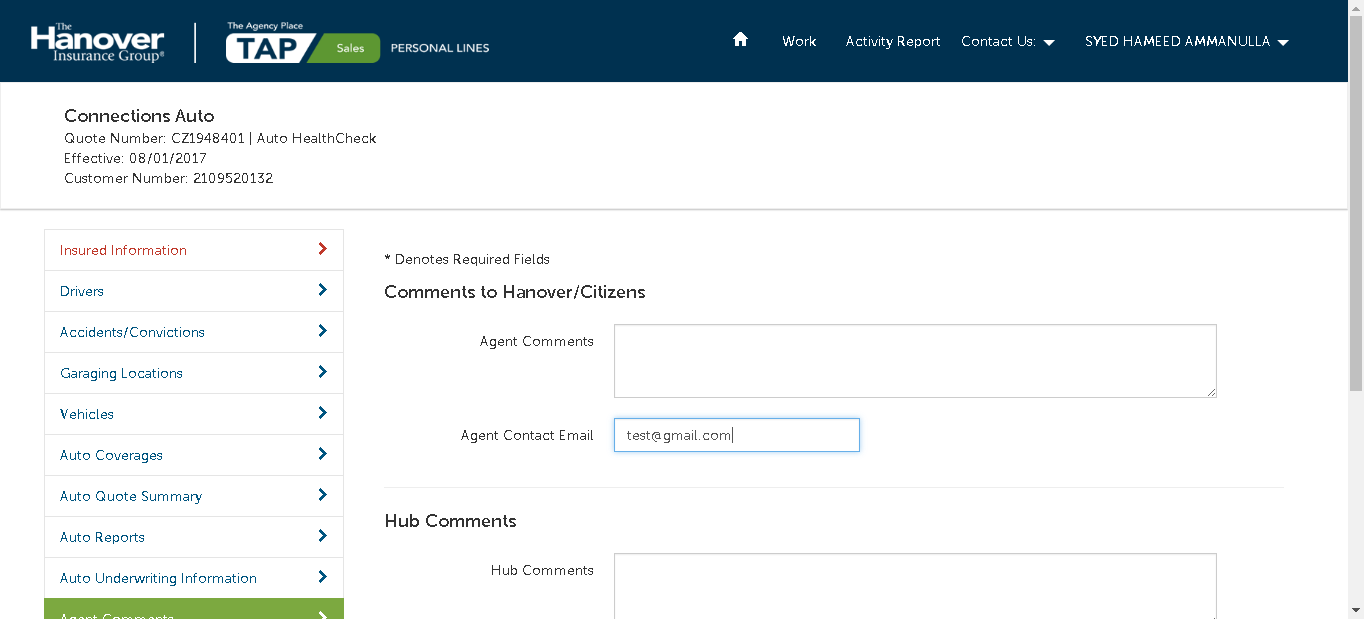 The
Hanover
Insurance Group®
The Agency Place
TAP Sales PERSONAL LINES
Work Activity Report Contact Us: SYED HAMEED AMMANULLA
Connections Auto
Quote Number: CZ1948401 | Auto HealthCheck
Effective: 08/01/2017
Customer Number: 2109520132
Insured Information
Drivers
Accidents/Convictions
Garaging Locations
Vehicles
Auto Coverages
Auto Quote Summary
Auto Reports
Auto Underwriting Information
Agent Comments
* Denotes Required Fields
Comments to Hanover/Citizens
Agent Comments
Agent Contact Email test@gmail.com
Hub Comments
Hub Comments